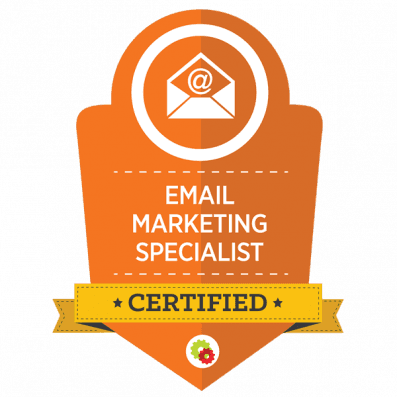 @
EMAIL
MARKETING
SPECIALIST
★ CERTIFIED ★